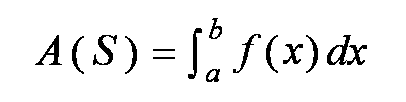 A(S) = ∫_a^b f(x) dx